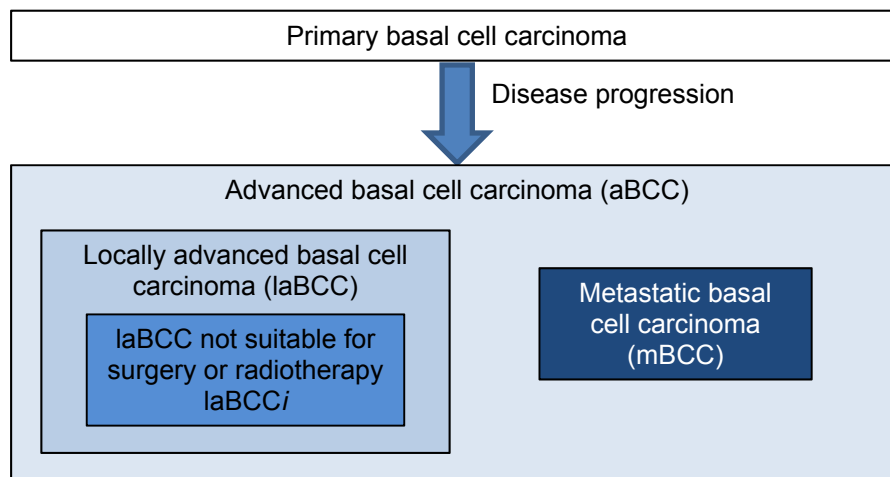 Primary basal cell carcinoma
Disease progression
Advanced basal cell carcinoma (aBCC)
Locally advanced basal cell
carcinoma (laBCC)
laBCC not suitable for
surgery or radiotherapy
laBCCi
Metastatic basal
cell carcinoma
(mBCC)